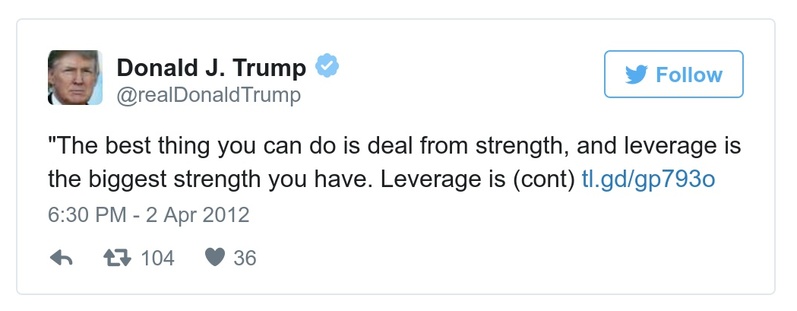 Donald J. Trump
@realDonaldTrump
Follow
"The best thing you can do is deal from strength, and leverage is
the biggest strength you have. Leverage is (cont) tl.gd/gp793o
6:30 PM - 2 Apr 2012
104 36